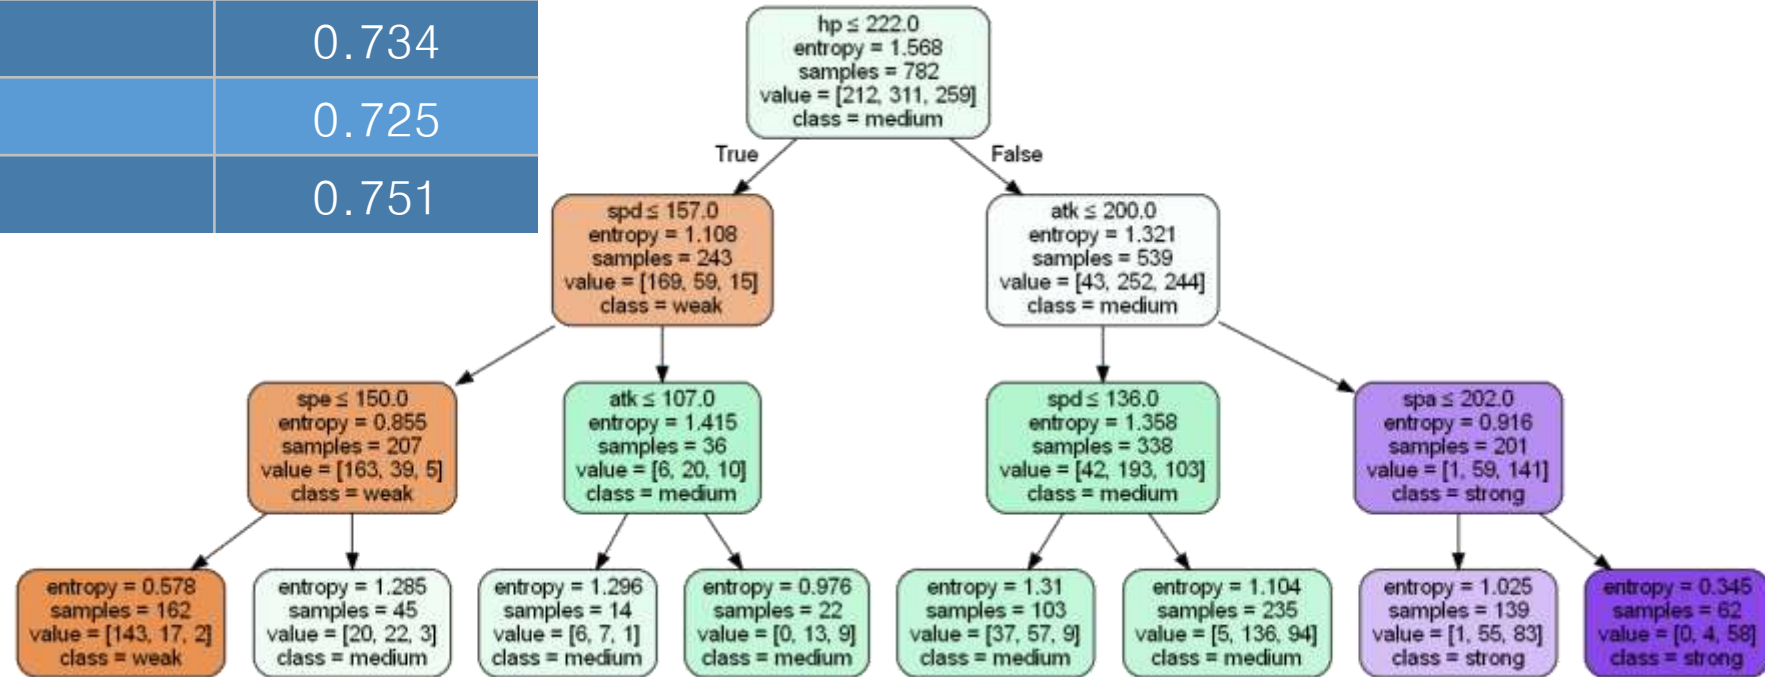 0.734
0.725
0.751
hp ≤ 222.0
entropy = 1.568
samples = 782
value = [212, 311, 259]
class = medium
True
False
spd ≤ 157.0
entropy = 1.108
samples = 243
value = [169, 59, 15]
class = weak
atk ≤ 200.0
entropy = 1.321
samples = 539
value = [43, 252, 244]
class = medium
spe ≤ 150.0
entropy = 0.855
samples = 207
value = [163, 39, 5]
class = weak
atk ≤ 107.0
entropy = 1.415
samples = 36
value = [6, 20, 10]
class = medium
spd ≤ 136.0
entropy = 1.358
samples = 338
value = [42, 193, 103]
class = medium
spa ≤ 202.0
entropy = 0.916
samples = 201
value = [1, 59, 141]
class = strong
entropy = 0.578
samples = 162
value = [143, 17, 2]
class = weak
entropy = 1.285
samples = 45
value = [20, 22, 3]
class = medium
entropy = 1.296
samples = 14
value = [6, 7, 1]
class = medium
entropy = 0.976
samples = 22
value = [0, 13, 9]
class = medium
entropy = 1.31
samples = 103
value = [37, 57, 9]
class = medium
entropy = 1.104
samples = 235
value = [5, 136, 94]
class = medium
entropy = 1.025
samples = 139
value = [1, 55, 83]
class = strong
entropy = 0.345
samples = 62
value = [0, 4, 58]
class = strong